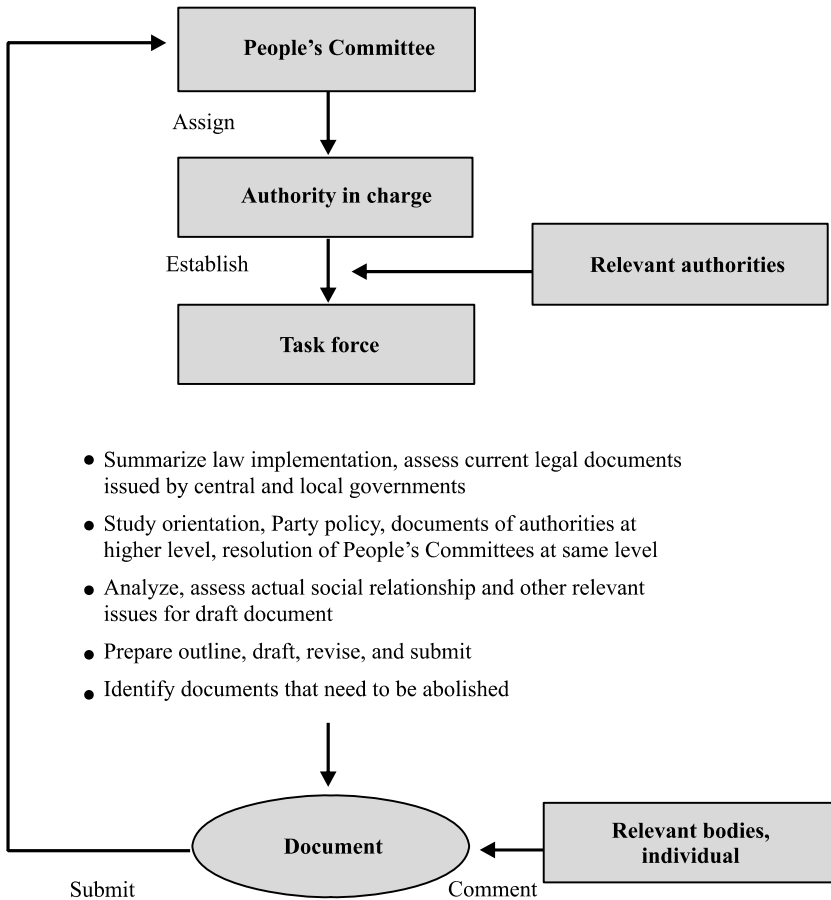 People’s Committee
Assign
Authority in charge
Establish
Relevant authorities
Task force
• Summarize law implementation, assess current legal documents
issued by central and local governments
• Study orientation, Party policy, documents of authorities at
higher level, resolution of People’s Committees at same level
• Analyze, assess actual social relationship and other relevant
issues for draft document
• Prepare outline, draft, revise, and submit
• Identify documents that need to be abolished
Document
Relevant bodies,
individual
Submit
Comment